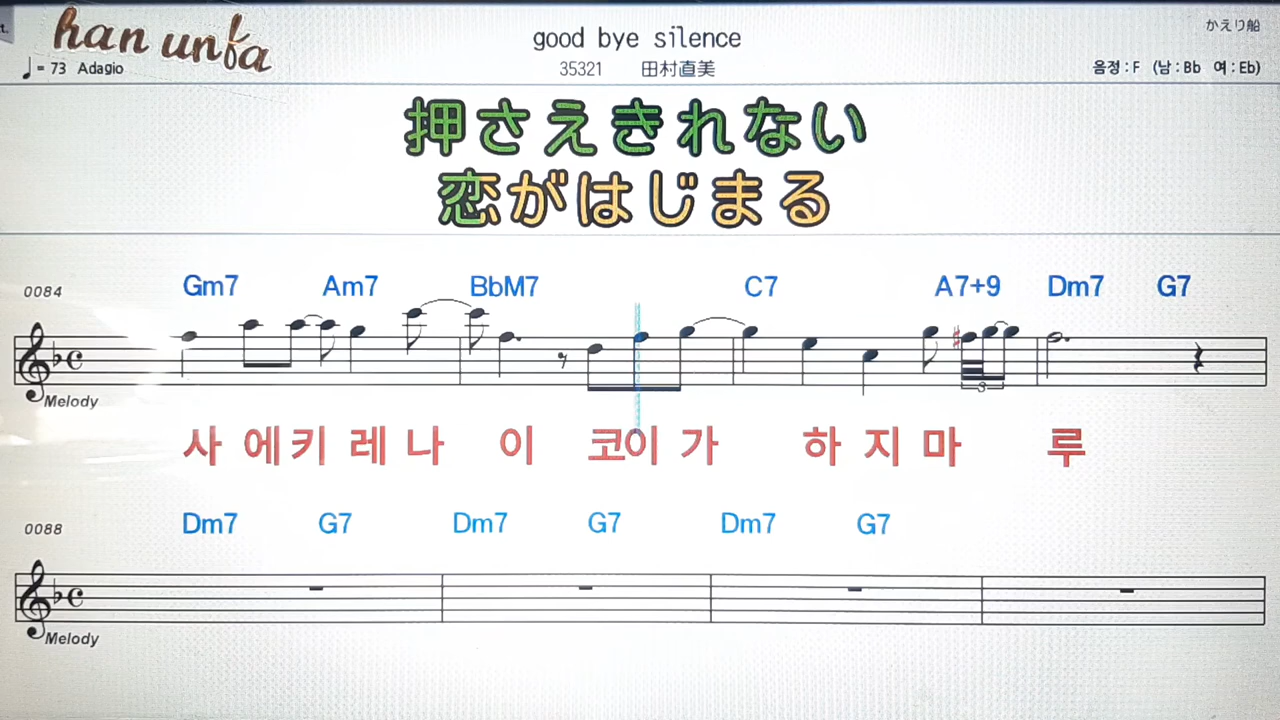 t.
han unfa
good bye silence
かえり船
♩= 73 Adagio
35321 田村直美
음정 : F (남 : Bb 여 : Eb)
押さえきれない
恋がはじまる
0084
Gm7 Am7 BbM7 C7 A7+9 Dm7 G7
3
Melody
사 에 키 레 나 이 코 이 가 하 지 마 루
0088
Dm7 G7 Dm7 G7 Dm7 G7
Melody